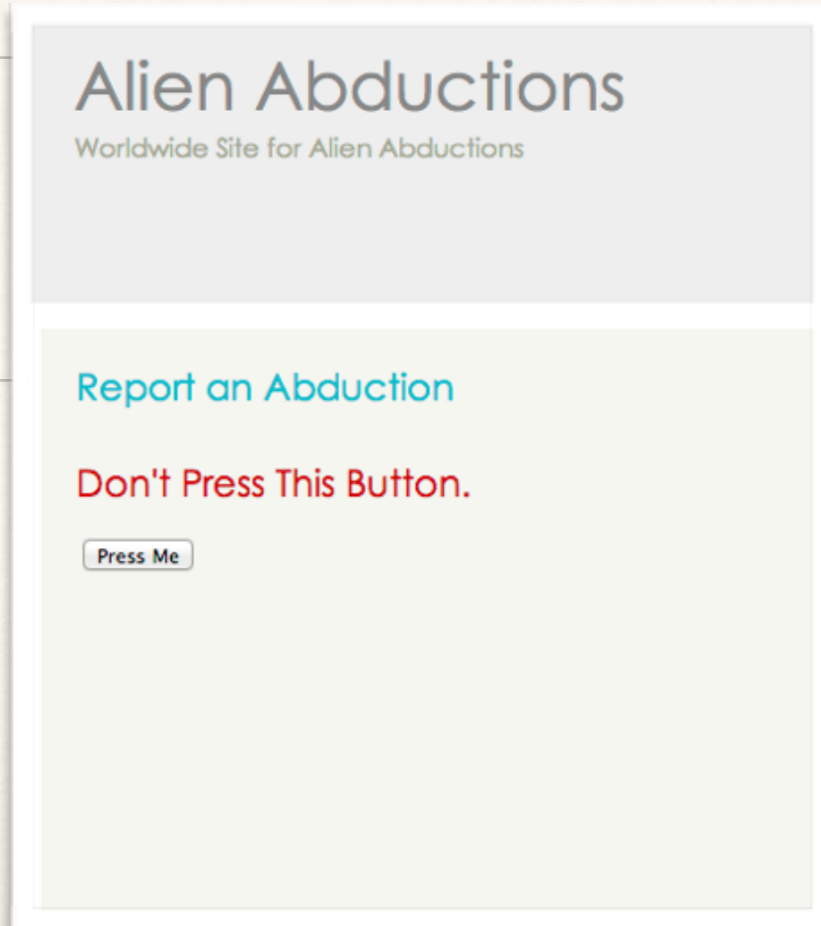 Alien Abductions
Worldwide Site for Alien Abductions
Report an Abduction
Don't Press This Button.
Press Me